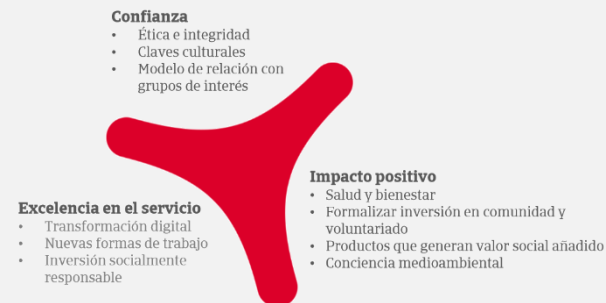 Confianza
• Ética e integridad
• Claves culturales
• Modelo de relación con
grupos de interés
Impacto positivo
• Salud y bienestar
• Formalizar inversión en comunidad y
voluntariado
• Productos que generan valor social añadido
• Conciencia medioambiental
Excelencia en el servicio
• Transformación digital
• Nuevas formas de trabajo
• Inversión socialmente
responsable